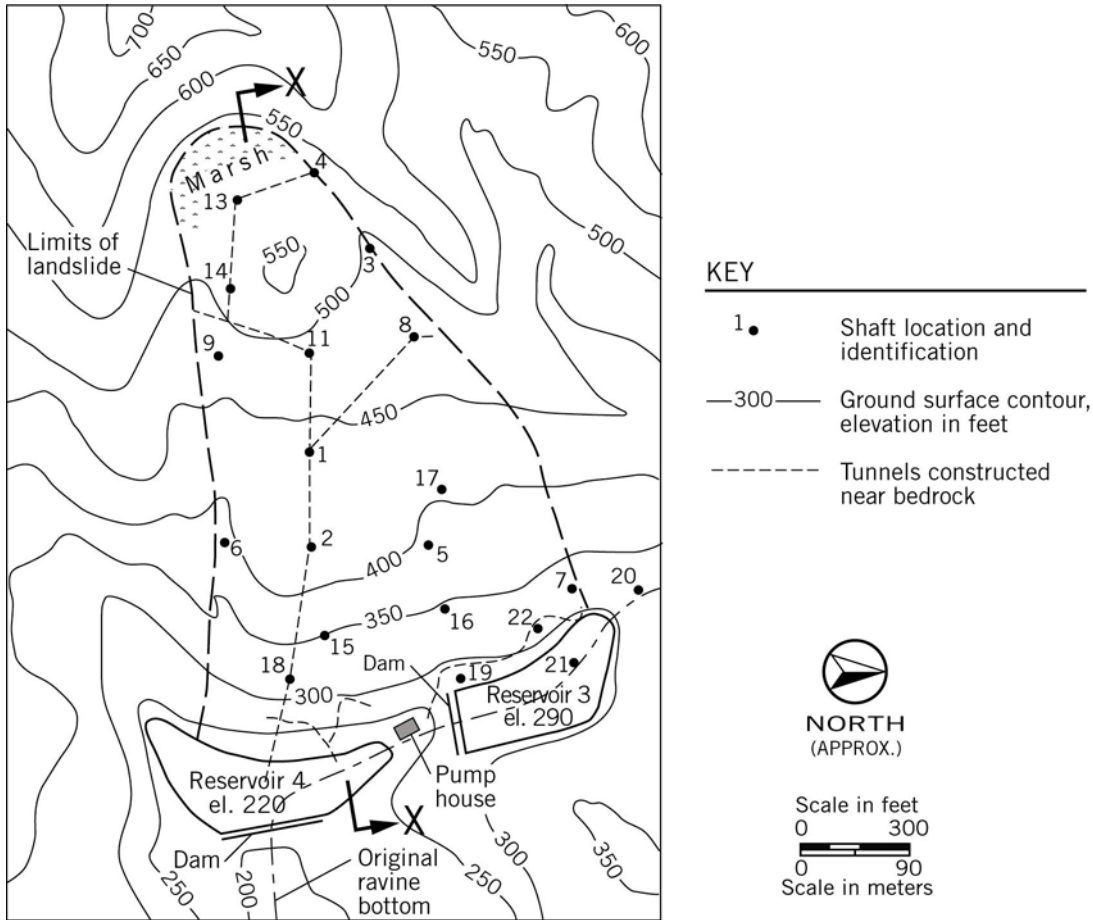 700
650
600
550
600
550
X
550
Marsh
4
13
500
Limits of
landslide
3
550
14
500
8
9
11
450
1
17
6
2
5
400
7
20
350
16
22
15
18
Dam
19
21
300
Reservoir 3
el. 290
Reservoir 4
el. 220
Pump
house
X
Dam
Original
ravine
bottom
250
200
250
300
350
KEY
1
Shaft location and
identification
300
Ground surface contour,
elevation in feet
Tunnels constructed
near bedrock
NORTH
(APPROX.)
Scale in feet
0 300
0 90
Scale in meters